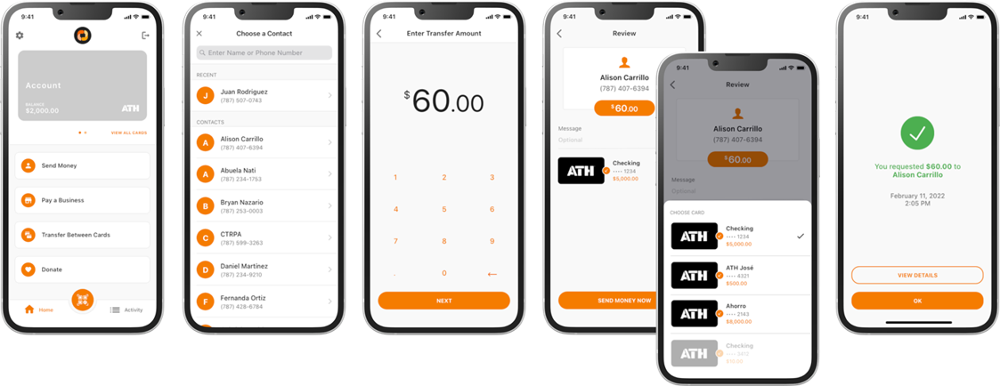 9:41
Account
BALANCE
$2,000.00
ATH
VIEW ALL CARDS
Send Money
Pay a Business
Transfer Between Cards
Donate
Home
Activity
9:41
Choose a Contact
Enter Name or Phone Number
RECENT
J
Juan Rodriguez
(787) 507-0743
CONTACTS
A
Alison Carrillo
(787) 407-6394
A
Abuela Nati
(787) 234-1753
B
Bryan Nazario
(787) 253-0003
C
CTRPA
(787) 599-3263
D
Daniel Martínez
(787) 234-9210
F
Fernanda Ortiz
(787) 428-6784
9:41
Enter Transfer Amount
$60.00
1 2 3
4 5 6
7 8 9
. 0 ←
NEXT
9:41
Review
Alison Carrillo
(787) 407-6394
$60.00
Message
Optional
ATH
Checking
···· 1234
$5,000.00
SEND MONEY NOW
9:41
Review
Alison Carrillo
(787) 407-6394
$60.00
Message
Optional
CHOOSE CARD
ATH
Checking
···· 1234
$5,000.00
ATH
ATH José
···· 4321
$500.00
ATH
Ahorro
···· 2143
$8,000.00
ATH
Checking
···· 2412
$10.00
9:41
You requested $60.00 to
Alison Carrillo
February 11, 2022
2:05 PM
VIEW DETAILS
OK